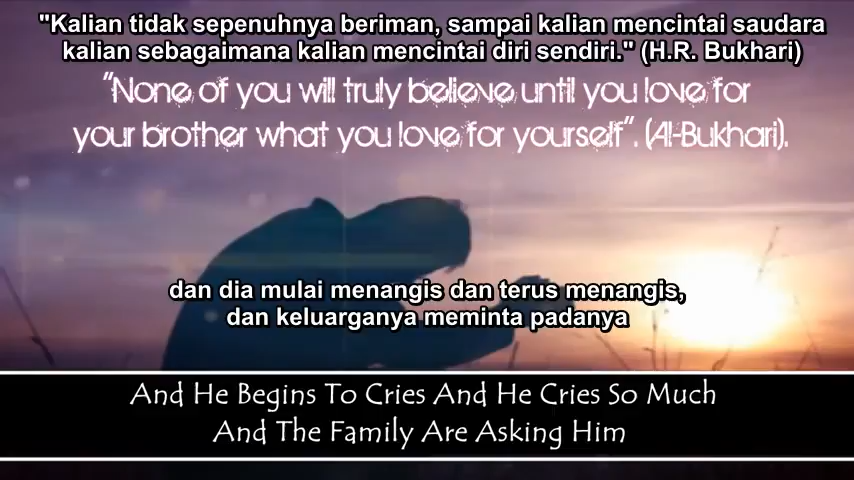 "Kalian tidak sepenuhnya beriman, sampai kalian mencintai saudara
kalian sebagaimana kalian mencintai diri sendiri." (H.R. Bukhari)
"None of you will truly believe until you love for
your brother what you love for yourself". (Al-Bukhari).
dan dia mulai menangis dan terus menangis,
dan keluarganya meminta padanya
And He Begins To Cries And He Cries So Much
And The Family Are Asking Him